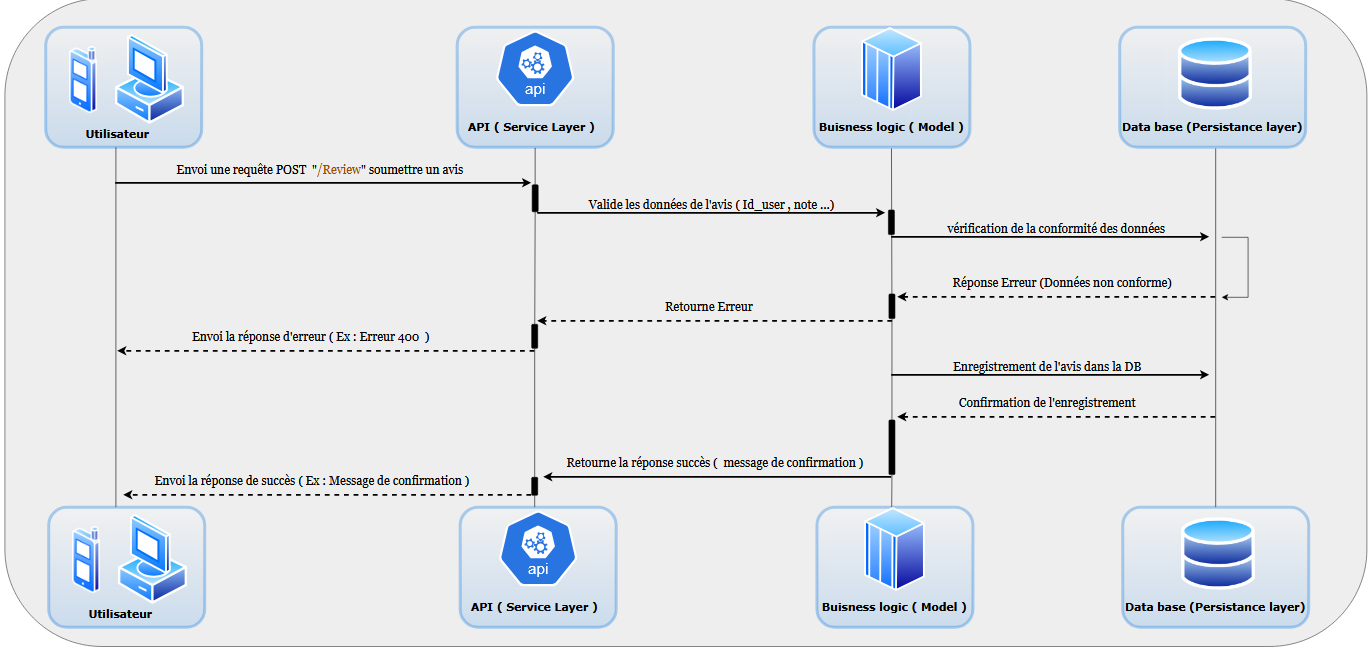 api
api
Utilisateur
API ( Service Layer )
Buisness logic ( Model )
Data base (Persistance layer)
Envoi une requête POST "/Review" soumettre un avis
Valide les données de l'avis ( Id_user , note ...)
vérification de la conformité des données
Réponse Erreur (Données non conforme)
Retourne Erreur
Envoi la réponse d'erreur ( Ex : Erreur 400 )
Enregistrement de l'avis dans la DB
Confirmation de l'enregistrement
Retourne la réponse succès ( message de confirmation )
Envoi la réponse de succès ( Ex : Message de confirmation )
Utilisateur
API ( Service Layer )
Buisness logic ( Model )
Data base (Persistance layer)